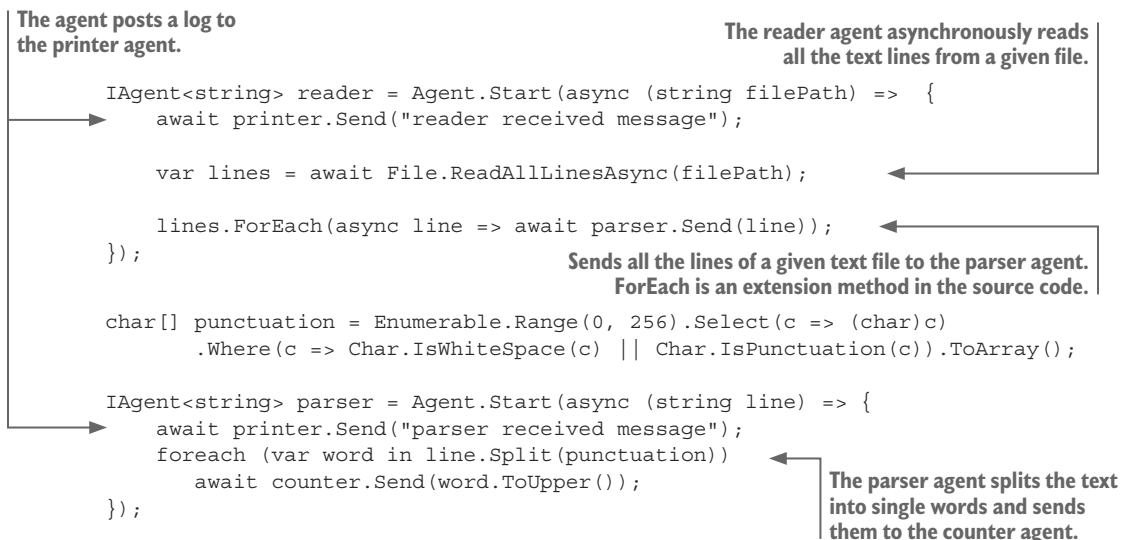 The agent posts a log to
the printer agent.
The reader agent asynchronously reads
all the text lines from a given file.
IAgent<string> reader = Agent.Start(async (string filePath) =>  {
    await printer.Send("reader received message");
    var lines = await File.ReadAllLinesAsync(filePath);
    lines.ForEach(async line => await parser.Send(line));
});
Sends all the lines of a given text file to the parser agent.
ForEach is an extension method in the source code.
char[] punctuation = Enumerable.Range(0, 256).Select(c => (char)c)
      .Where(c => Char.IsWhiteSpace(c) || Char.IsPunctuation(c)).ToArray();
IAgent<string> parser = Agent.Start(async (string line) => {
    await printer.Send("parser received message");
    foreach (var word in line.Split(punctuation))
      await counter.Send(word.ToUpper());
});
The parser agent splits the text
into single words and sends
them to the counter agent.